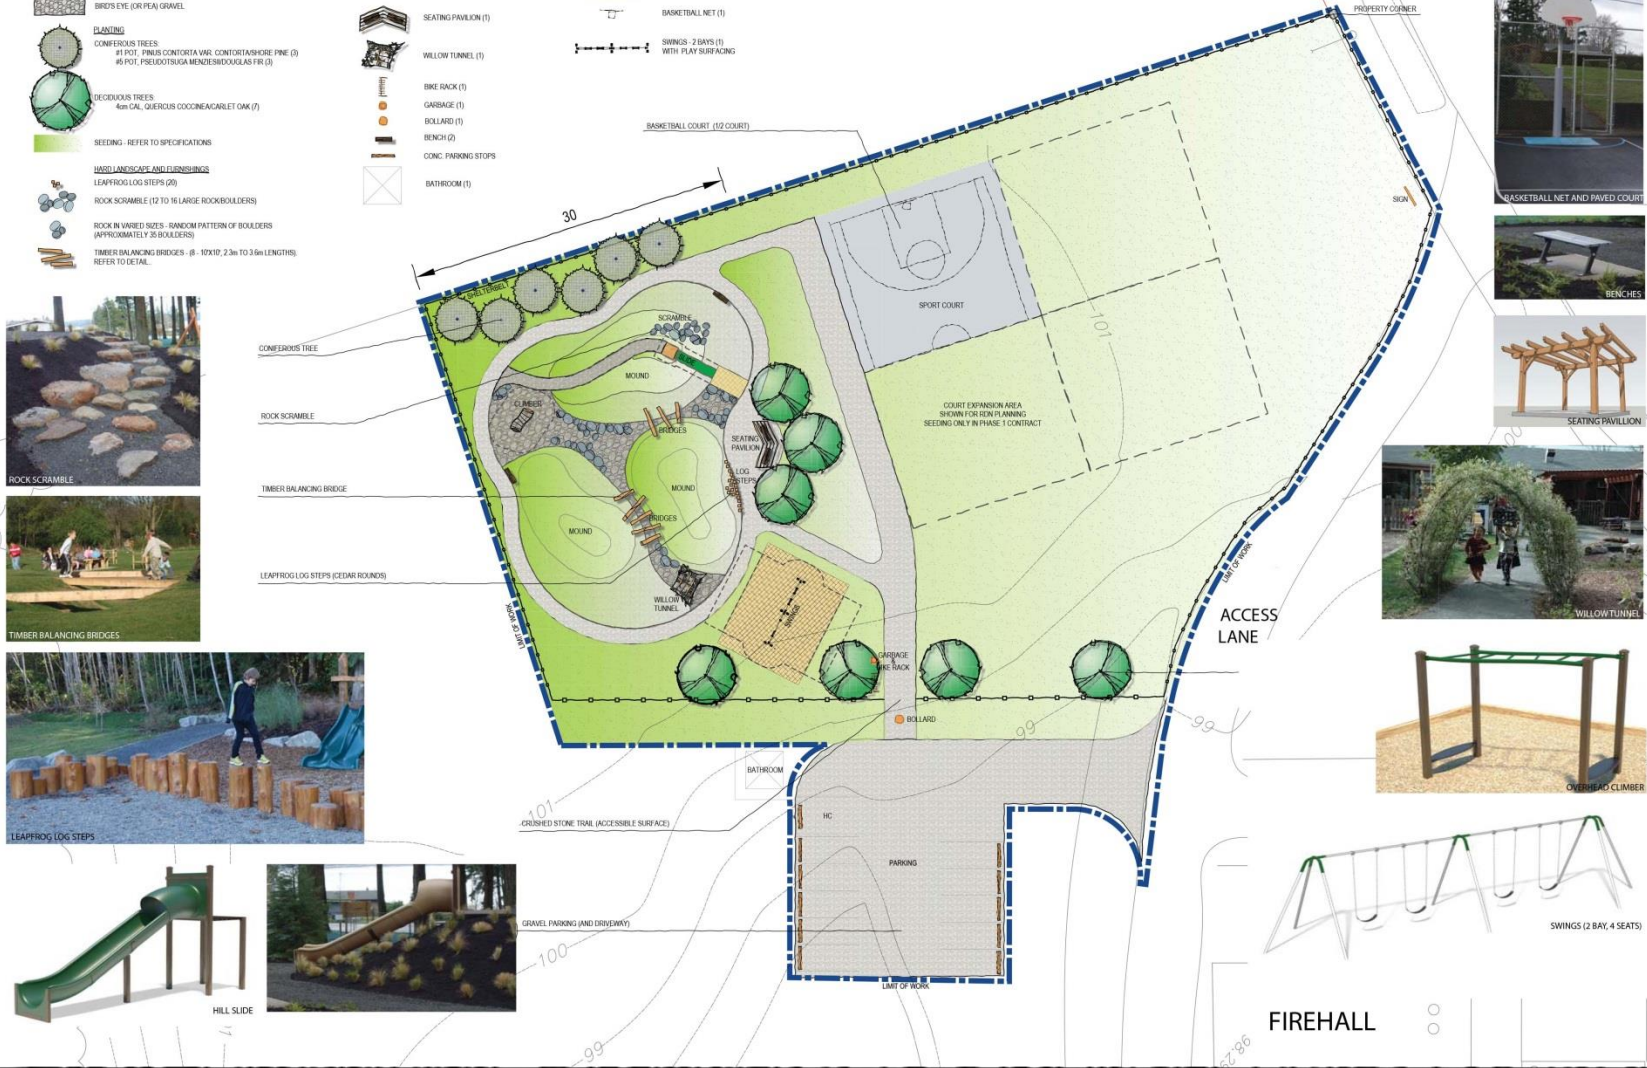 BIRD'S EYE (OR PEA) GRAVEL
PLANTING
CONIFEROUS TREES:
#1 POT, PINUS CONTORTA VAR. CONTORTA/SHORE PINE (3)
#5 POT, PSEUDOTSUGA MENZIESII/DOUGLAS FIR (3)
DECIDUOUS TREES:
4cm CAL, QUERCUS COCCINEA/CARLET OAK (7)
SEEDING - REFER TO SPECIFICATIONS
HARD LANDSCAPE AND FURNISHINGS
LEAPFROG LOG STEPS (20)
ROCK SCRAMBLE (12 TO 16 LARGE ROCK/BOULDERS)
ROCK IN VARIED SIZES - RANDOM PATTERN OF BOULDERS
(APPROXIMATELY 35 BOULDERS)
TIMBER BALANCING BRIDGES - (8 - 10'X10', 2.3m TO 3.6m LENGTHS).
REFER TO DETAIL.
SEATING PAVILION (1)
WILLOW TUNNEL (1)
BIKE RACK (1)
GARBAGE (1)
BOLLARD (1)
BENCH (2)
CONC. PARKING STOPS
BATHROOM (1)
BASKETBALL NET (1)
SWINGS - 2 BAYS (1)
WITH PLAY SURFACING
BASKETBALL COURT (1/2 COURT)
PROPERTY CORNER
SIGN
30
SHELTERBELT
SCRAMBLE
SLIDE
MOUND
CLIMBER
BRIDGES
SEATING
PAVILION
LOG
STEPS
MOUND
MOUND
BRIDGES
WILLOW
TUNNEL
SWINGS
SPORT COURT
COURT EXPANSION AREA
SHOWN FOR RDN PLANNING
SEEDING ONLY IN PHASE 1 CONTRACT
101
100
CONIFEROUS TREE
ROCK SCRAMBLE
TIMBER BALANCING BRIDGE
LEAPFROG LOG STEPS (CEDAR ROUNDS)
LIMIT OF WORK
LIMIT OF WORK
ACCESS
LANE
GARBAGE
BIKE RACK
BOLLARD
99
99
BATHROOM
101
CRUSHED STONE TRAIL (ACCESSIBLE SURFACE)
HC
PARKING
GRAVEL PARKING (AND DRIVEWAY)
100
LIMIT OF WORK
99
98.29
FIREHALL
ROCK SCRAMBLE
TIMBER BALANCING BRIDGES
LEAPFROG LOG STEPS
HILL SLIDE
BASKETBALL NET AND PAVED COURT
BENCHES
SEATING PAVILLION
WILLOW TUNNEL
OVERHEAD CLIMBER
SWINGS (2 BAY, 4 SEATS)